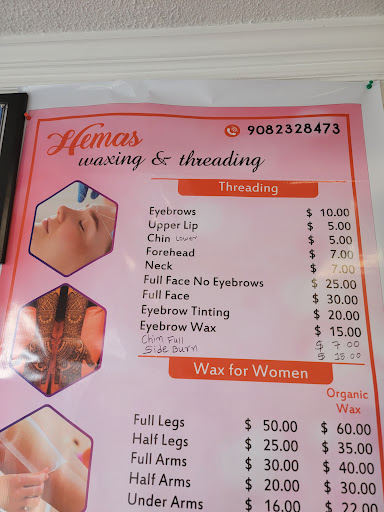 Hemas
9082328473
waxing & threading
Threading
Eyebrows $ 10.00
Upper Lip $ 5.00
Chin Lower $ 5.00
Forehead $ 7.00
Neck $ 7.00
Full Face No Eyebrows $ 25.00
Full Face $ 30.00
Eyebrow Tinting $ 20.00
Eyebrow Wax $ 15.00
Chin Full $ 7.00
Side Burn $ 15.00
Wax for Women
Organic
Wax
Full Legs $ 50.00 $ 60.00
Half Legs $ 25.00 $ 35.00
Full Arms $ 30.00 $ 40.00
Half Arms $ 20.00 $ 30.00
Under Arms $ 16.00 $ 22.00